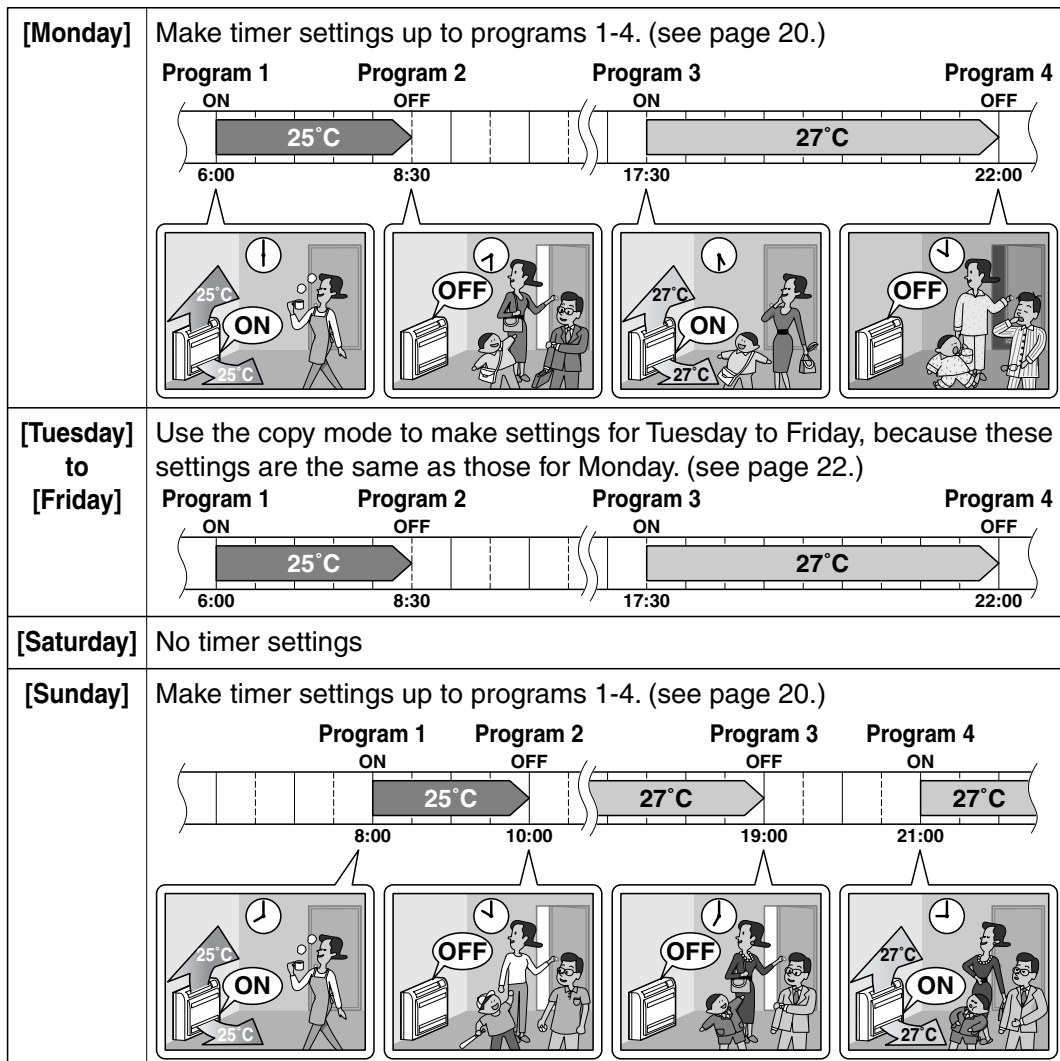 [Monday]
Make timer settings up to programs 1-4. (see page 20.)
Program 1 Program 2 Program 3 Program 4
ON OFF ON OFF
25˚C 27˚C
6:00 8:30 17:30 22:00
25˚C ON 25˚C
OFF
27˚C ON 27˚C
OFF
[Tuesday]
to
[Friday]
Use the copy mode to make settings for Tuesday to Friday, because these
settings are the same as those for Monday. (see page 22.)
Program 1 Program 2 Program 3 Program 4
ON OFF ON OFF
25˚C 27˚C
6:00 8:30 17:30 22:00
[Saturday]
No timer settings
[Sunday]
Make timer settings up to programs 1-4. (see page 20.)
Program 1 Program 2 Program 3 Program 4
ON OFF OFF ON
25˚C 27˚C 27˚C
8:00 10:00 19:00 21:00
25˚C ON 25˚C
OFF
OFF
27˚C ON 27˚C